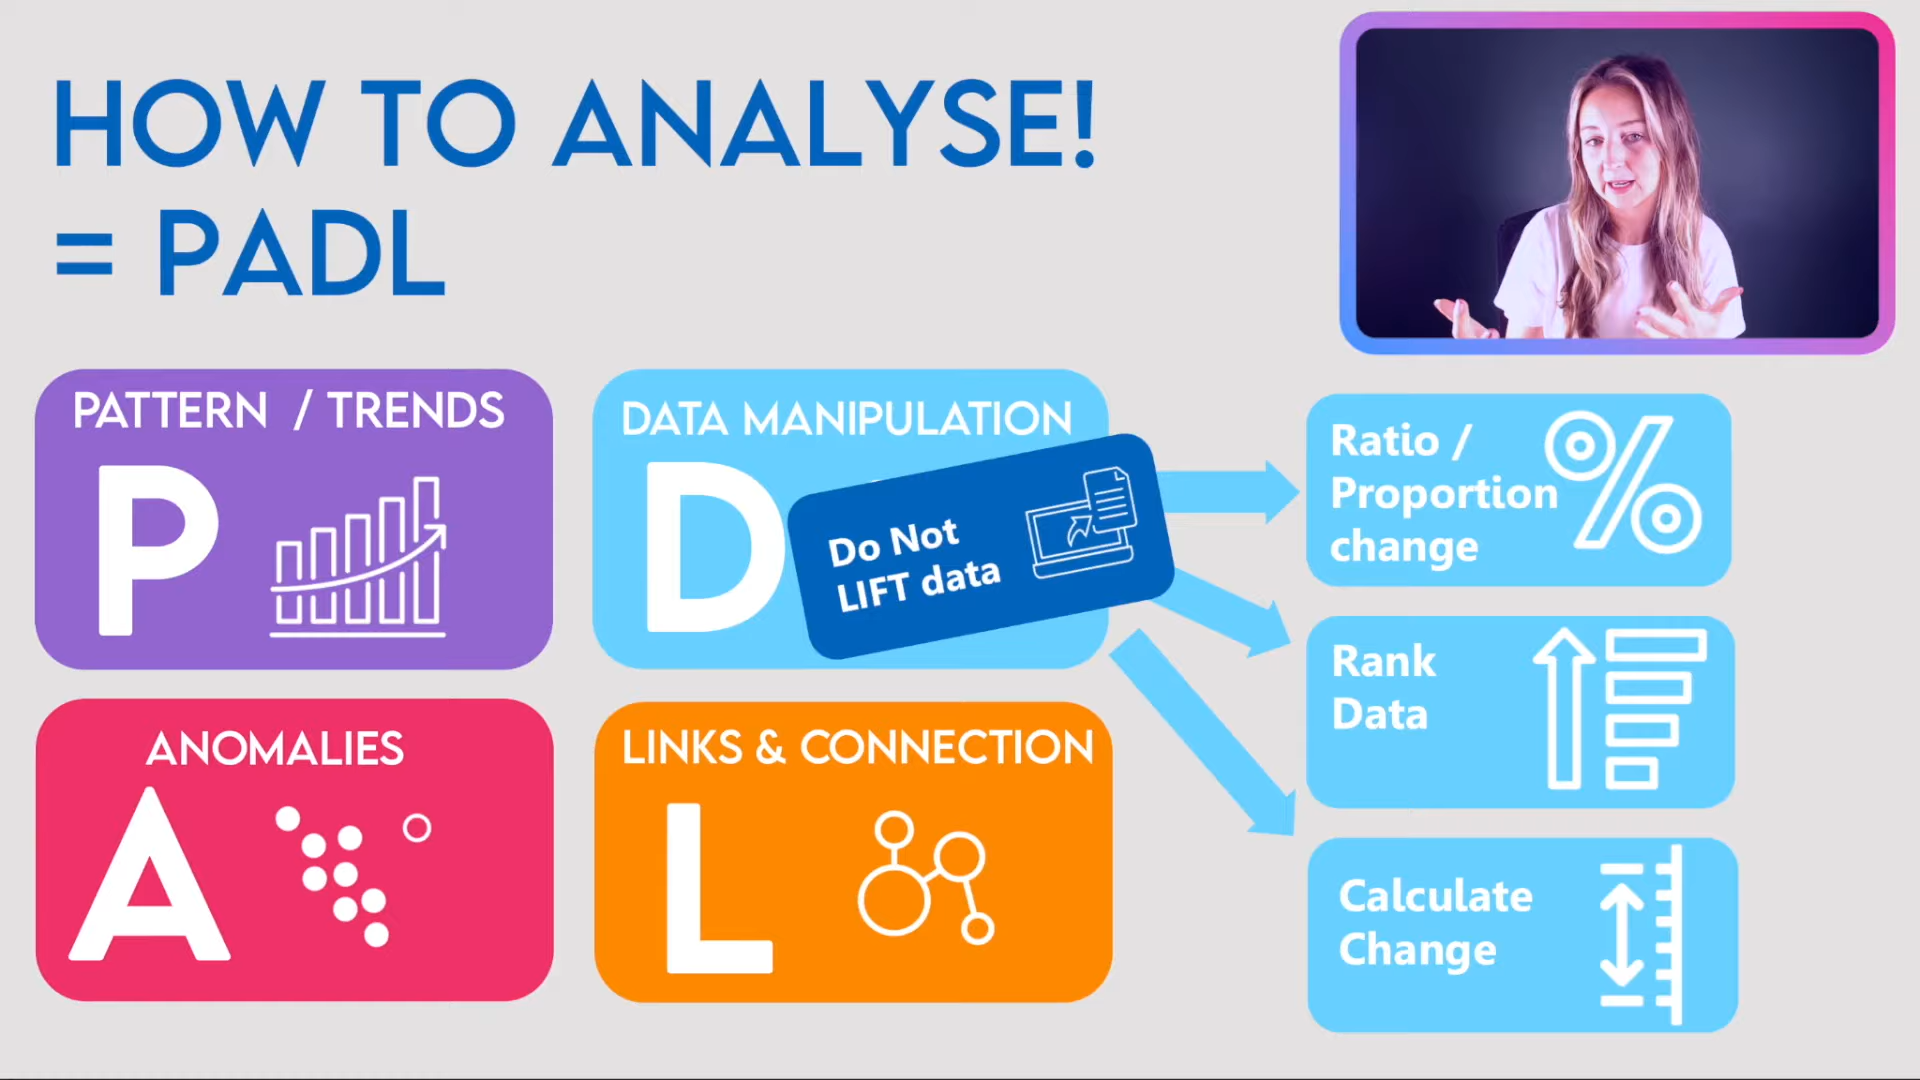 HOW TO ANALYSE!
= PADL
PATTERN / TRENDS
P
DATA MANIPULATION
D
Do Not
LIFT data
Ratio /
Proportion
change
Rank
Data
ANOMALIES
A
LINKS & CONNECTION
L
Calculate
Change